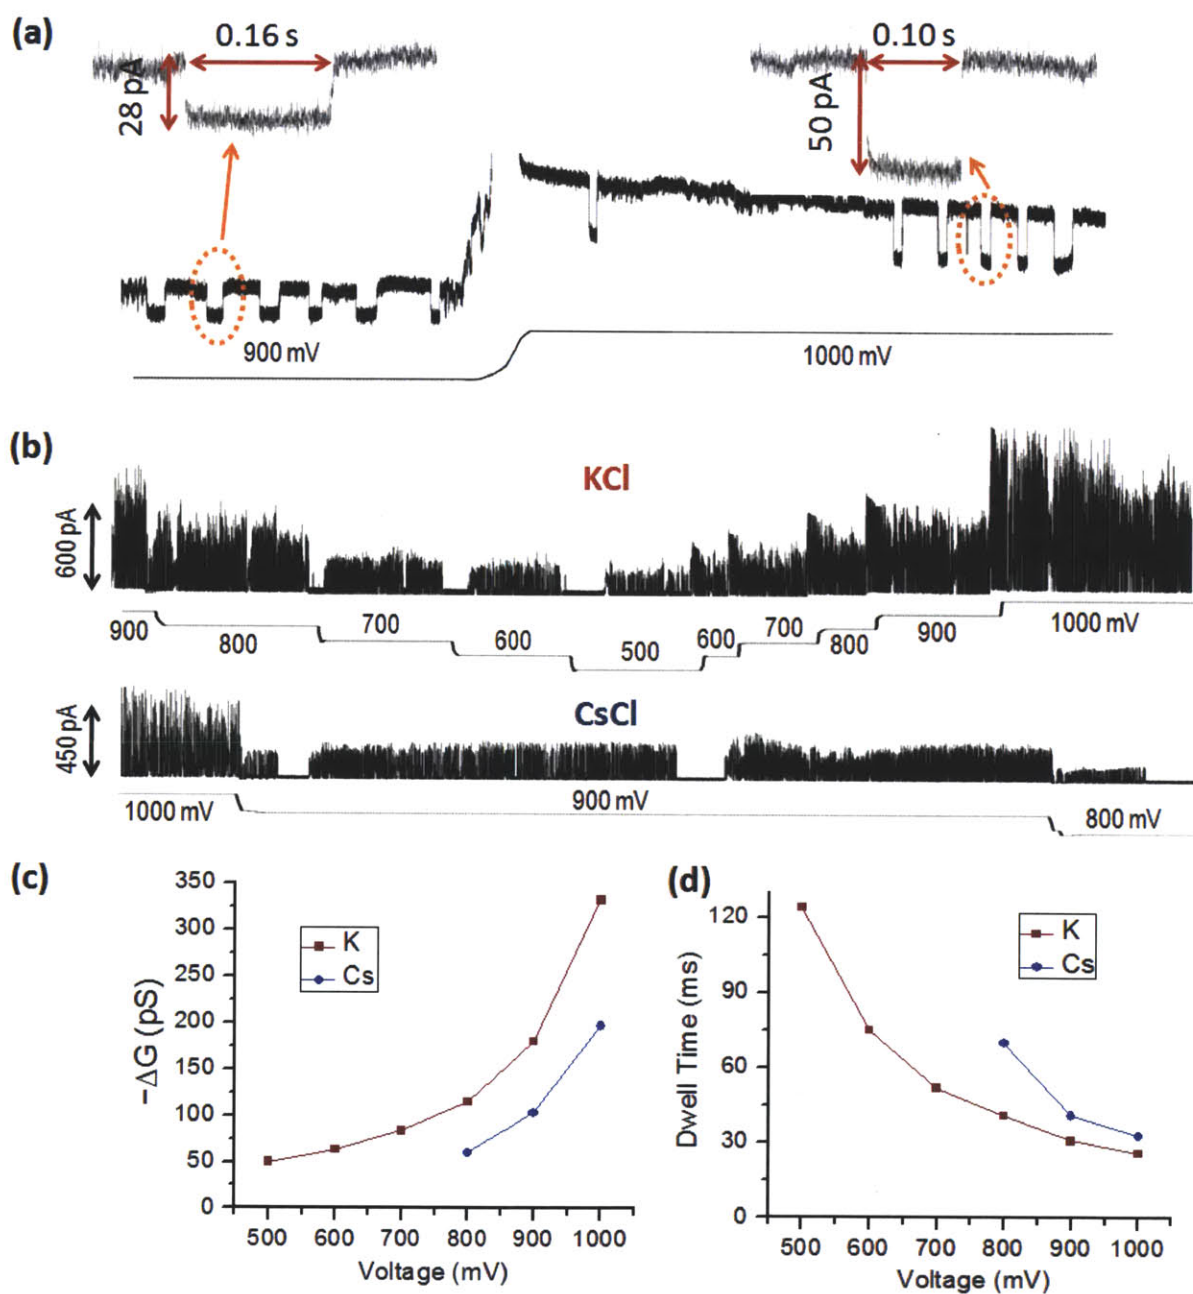 (a)
0.16 s
28 pA
0.10 s
50 pA
900 mV
1000 mV
(b)
KCl
600 pA
900 800 700 600 500 600 700 800 900 1000 mV
CsCl
450 pA
1000 mV 900 mV 800 mV
(c)
−ΔG (pS)
350
300
250
200
150
100
50
0
K
Cs
500 600 700 800 900 1000
Voltage (mV)
(d)
Dwell Time (ms)
120
90
60
30
0
K
Cs
500 600 700 800 900 1000
Voltage (mV)